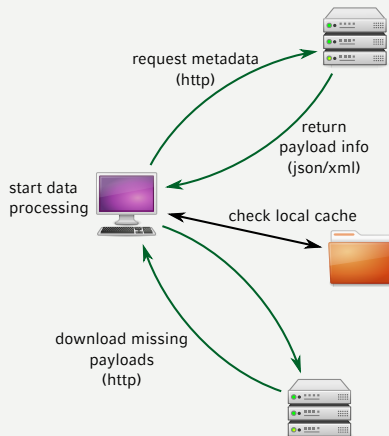 request metadata
(http)
return
payload info
(json/xml)
start data
processing
check local cache
download missing
payloads
(http)